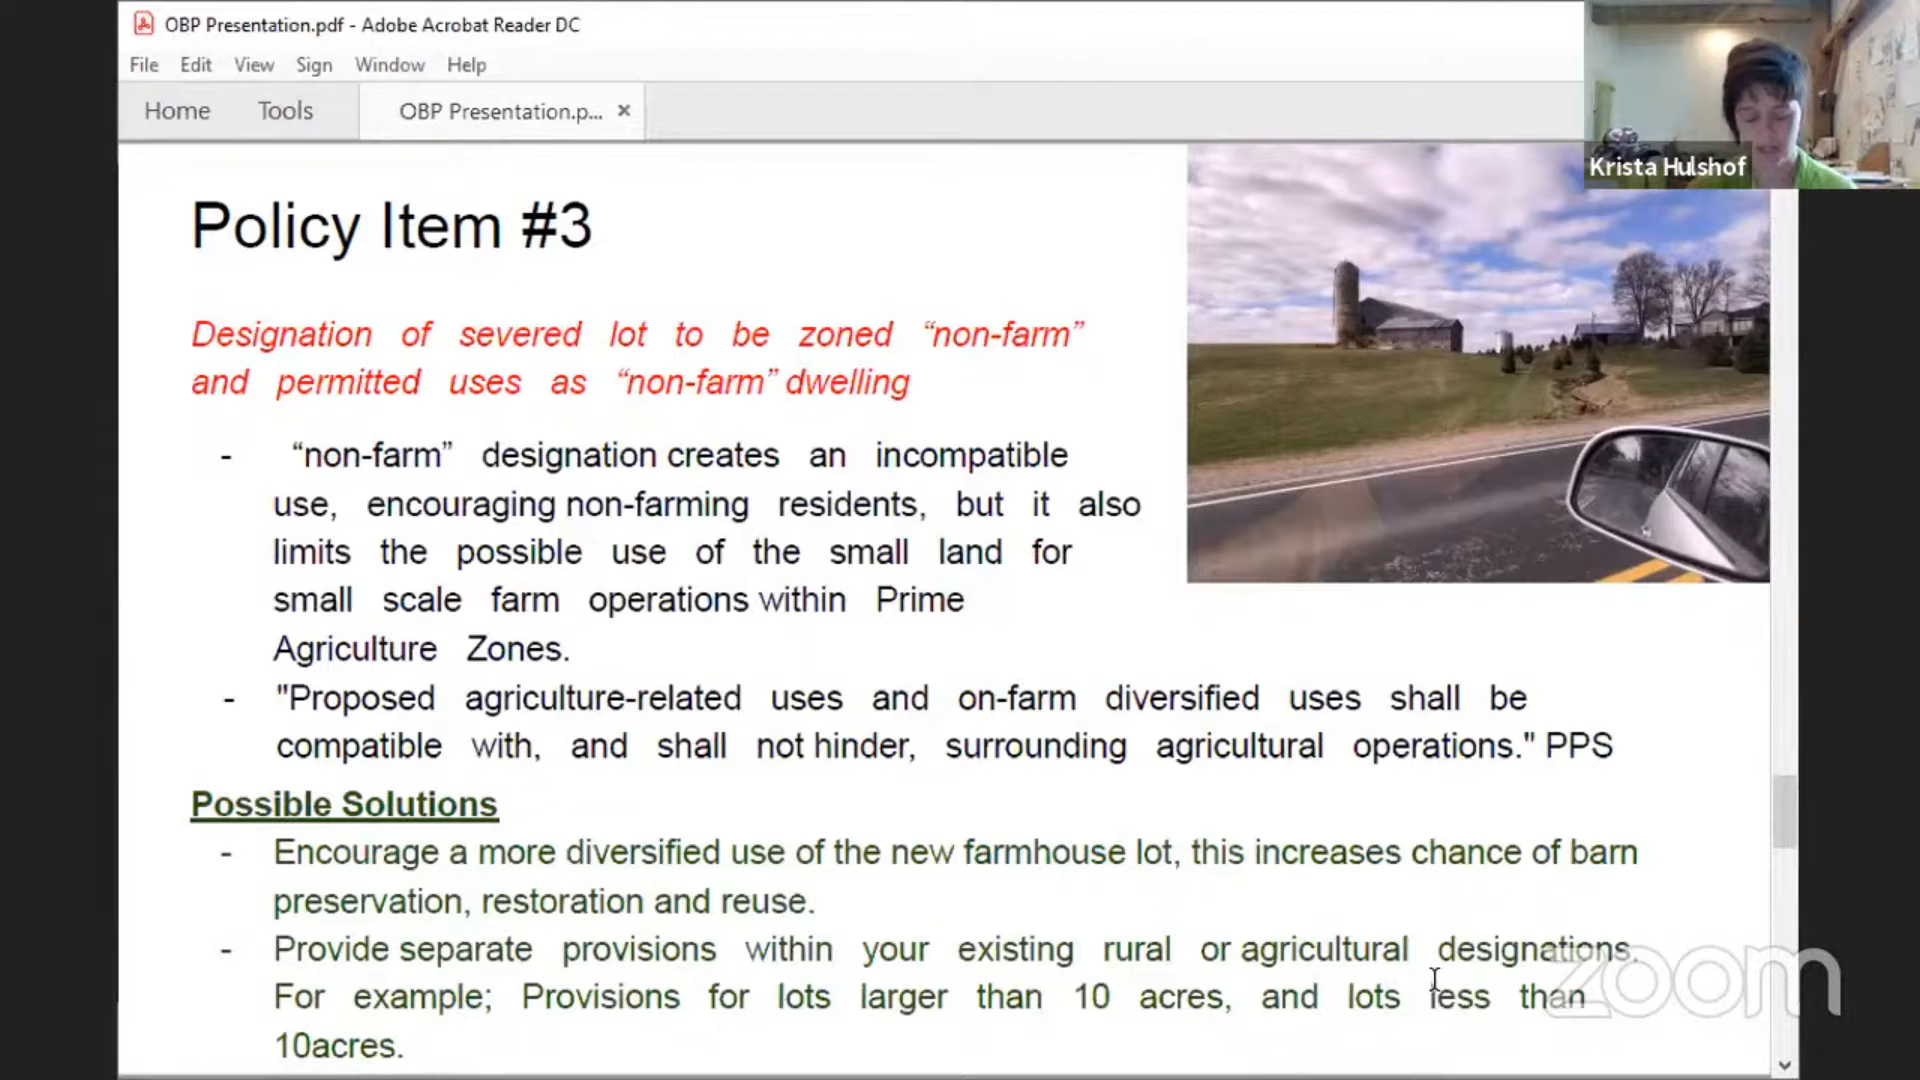 OBP Presentation.pdf - Adobe Acrobat Reader DC
File Edit View Sign Window Help
Home Tools OBP Presentation.p... ×
Krista Hulshof
Policy Item #3
Designation of severed lot to be zoned “non-farm”
and permitted uses as “non-farm” dwelling
- “non-farm” designation creates an incompatible
use, encouraging non-farming residents, but it also
limits the possible use of the small land for
small scale farm operations within Prime
Agriculture Zones.
- "Proposed agriculture-related uses and on-farm diversified uses shall be
compatible with, and shall not hinder, surrounding agricultural operations." PPS
Possible Solutions
- Encourage a more diversified use of the new farmhouse lot, this increases chance of barn
preservation, restoration and reuse.
- Provide separate provisions within your existing rural or agricultural designations.
For example; Provisions for lots larger than 10 acres, and lots less than
10acres.
zoom